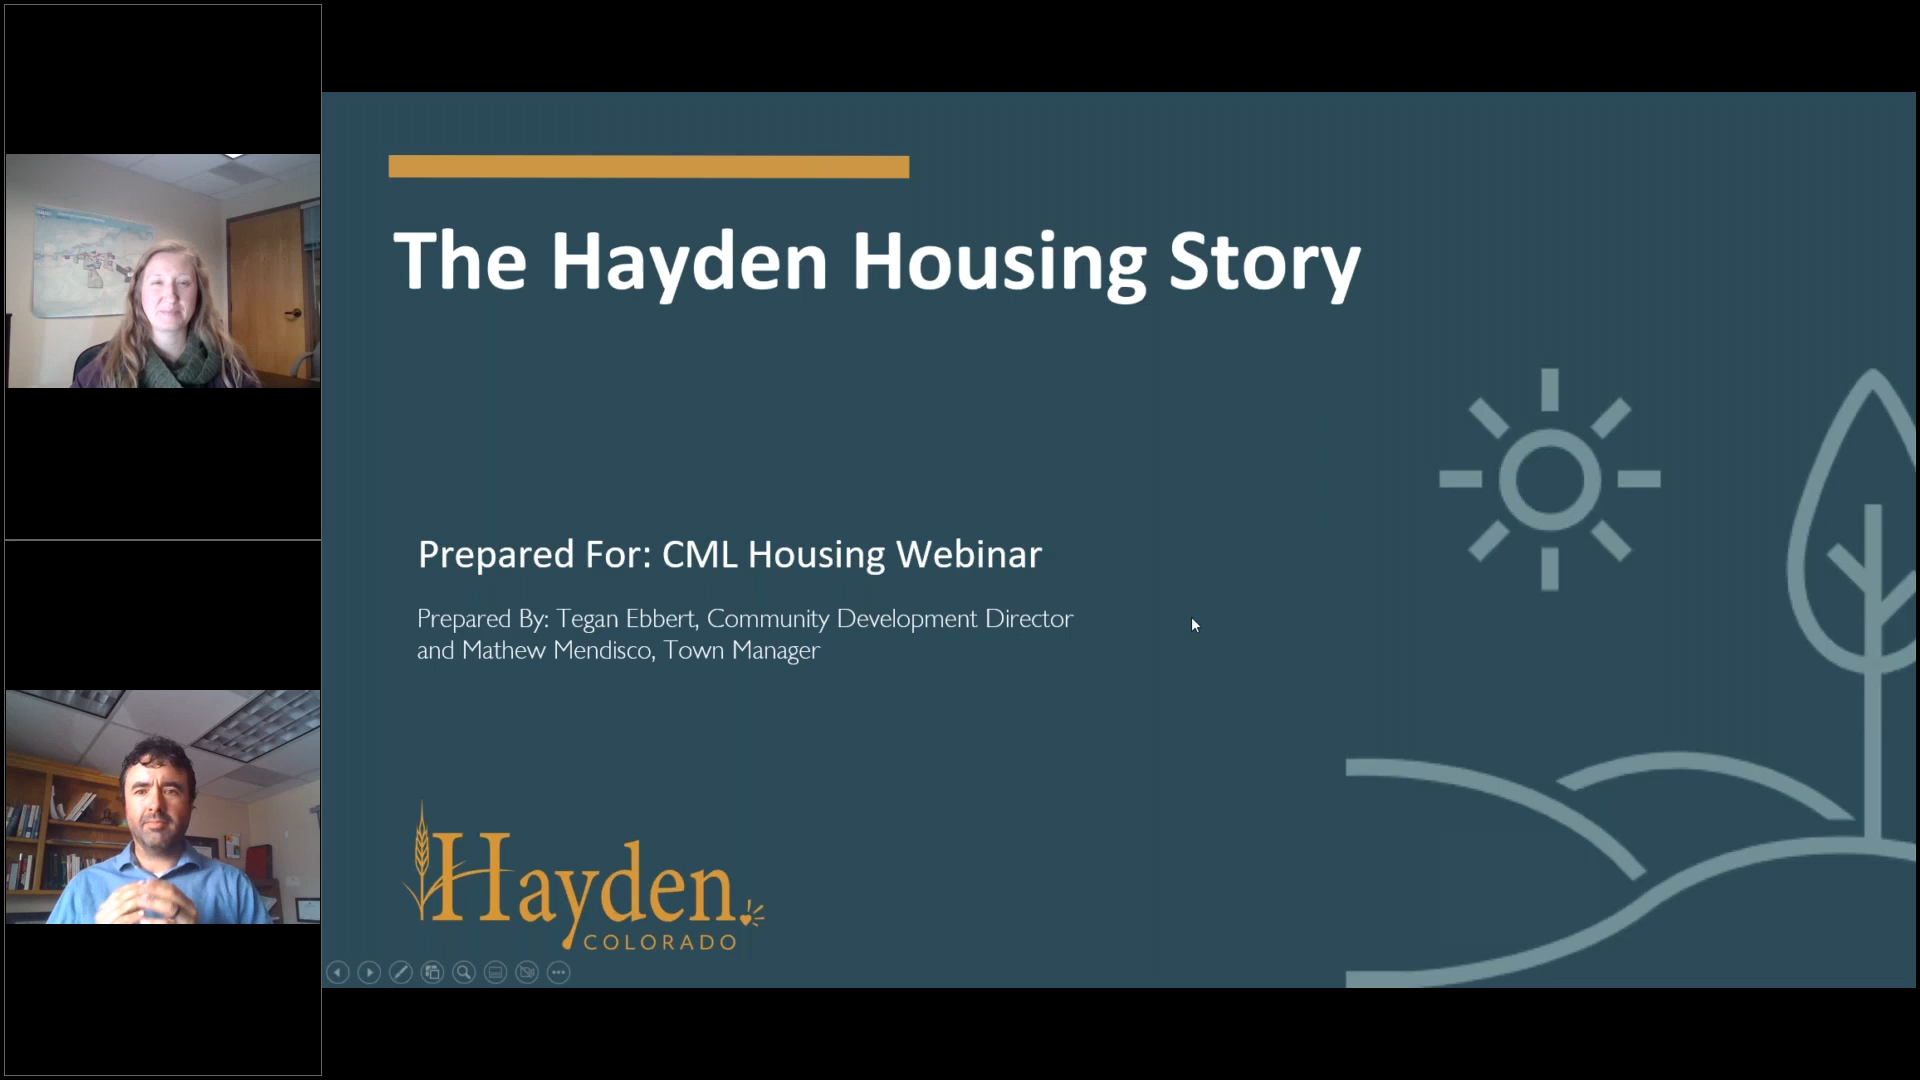 The Hayden Housing Story
Prepared For: CML Housing Webinar
Prepared By: Tegan Ebbert, Community Development Director
and Mathew Mendisco, Town Manager
Hayden
COLORADO